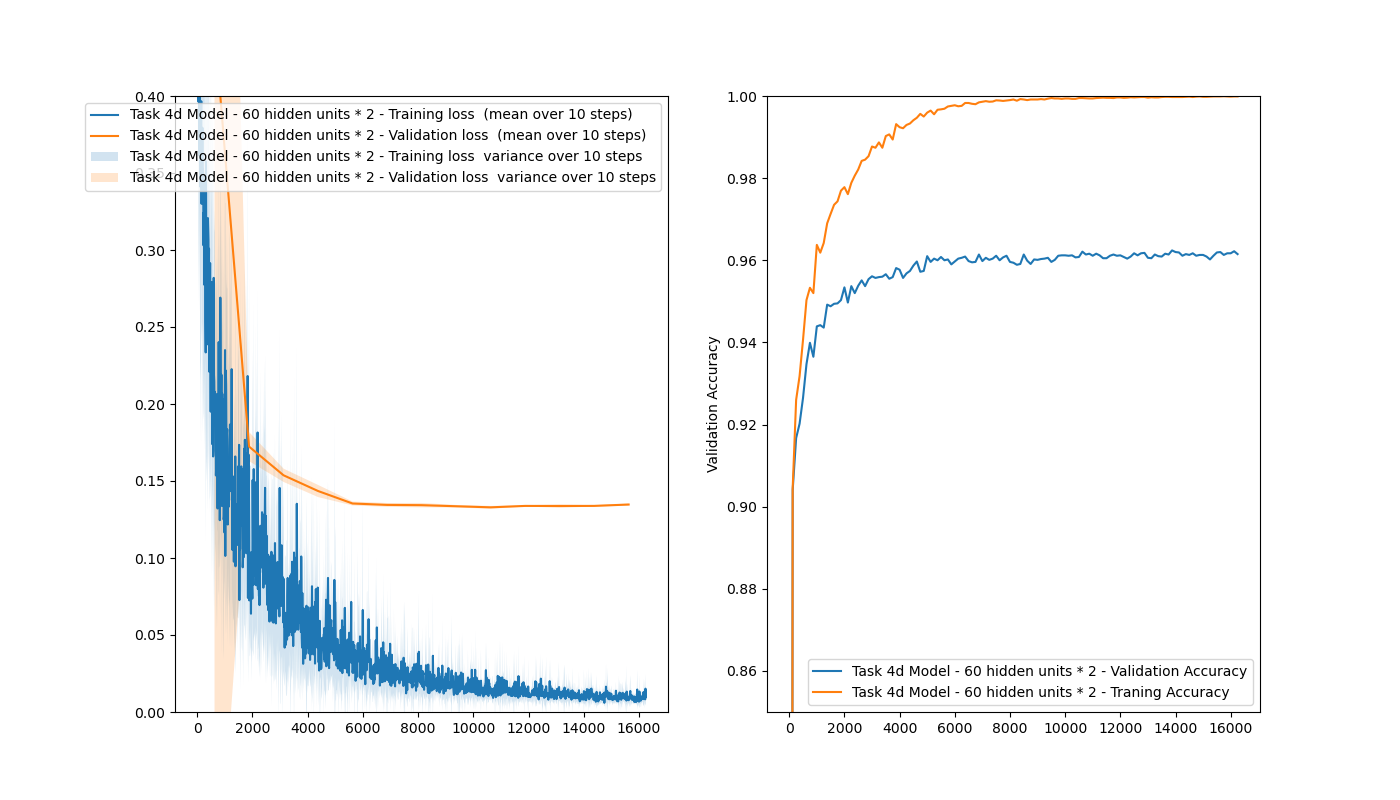 0.40
Task 4d Model - 60 hidden units * 2 - Training loss  (mean over 10 steps)
Task 4d Model - 60 hidden units * 2 - Validation loss  (mean over 10 steps)
Task 4d Model - 60 hidden units * 2 - Training loss  variance over 10 steps
0.35
Task 4d Model - 60 hidden units * 2 - Validation loss  variance over 10 steps
0.30
0.25
0.20
0.15
0.10
0.05
0.00
0 2000 4000 6000 8000 10000 12000 14000 16000
Validation Accuracy
1.00
0.98
0.96
0.94
0.92
0.90
0.88
0.86
Task 4d Model - 60 hidden units * 2 - Validation Accuracy
Task 4d Model - 60 hidden units * 2 - Traning Accuracy
0 2000 4000 6000 8000 10000 12000 14000 16000